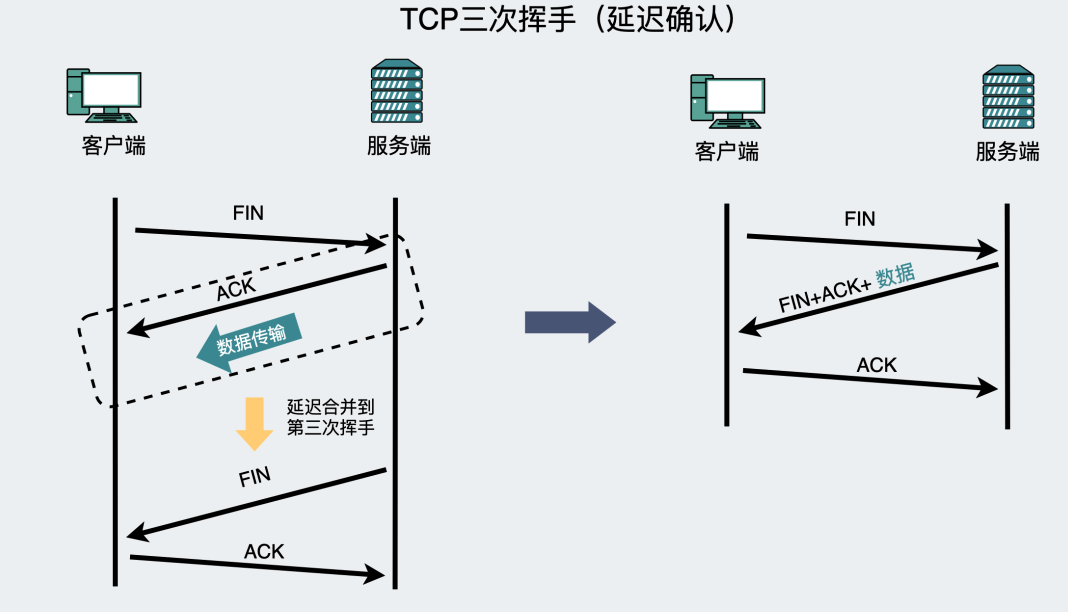 TCP三次挥手（延迟确认）
客户端
服务端
FIN
ACK
数据传输
延迟合并到
第三次挥手
FIN
ACK
客户端
服务端
FIN
FIN+ACK+ 数据
ACK